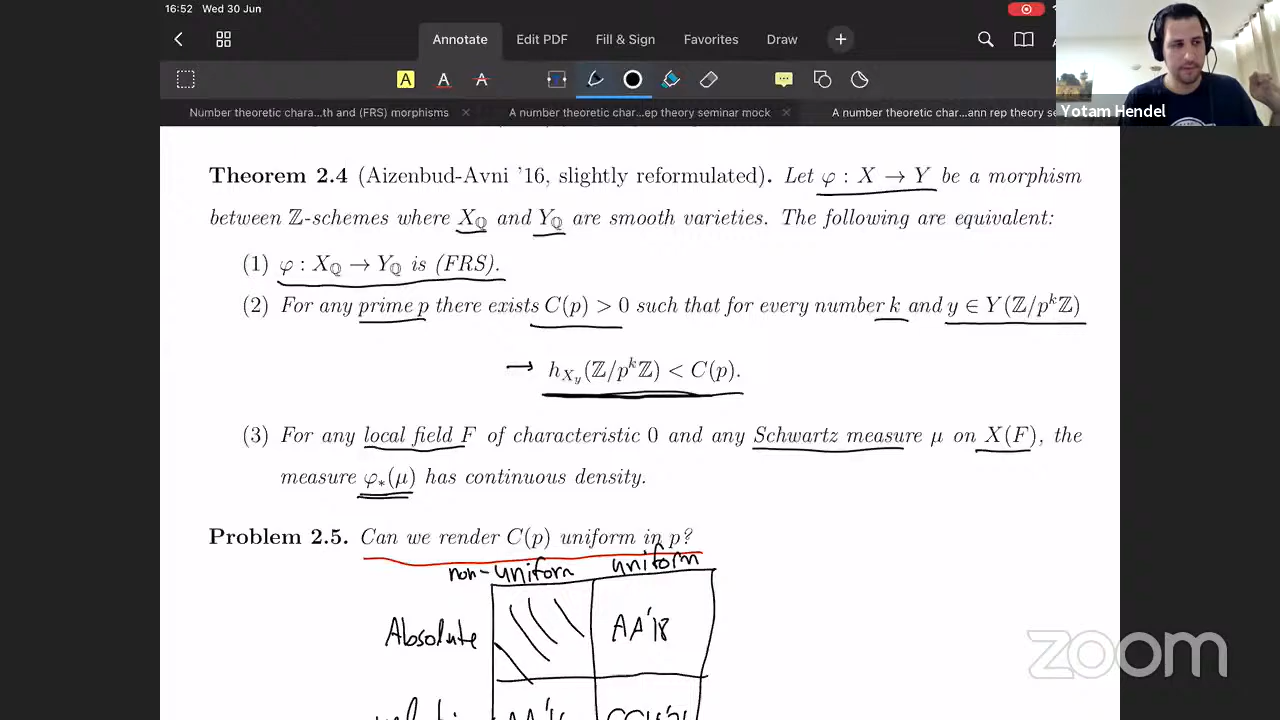 16:52 Wed 30 Jun
Annotate Edit PDF Fill & Sign Favorites Draw
A A A
Yotam Hendel
Number theoretic chara...th and (FRS) morphisms × A number theoretic char...ep theory seminar mock × A number theoretic char...ann rep theory se
Theorem 2.4 (Aizenbud-Avni '16, slightly reformulated). Let φ : X → Y be a morphism
between ℤ-schemes where X_ℚ and Y_ℚ are smooth varieties. The following are equivalent:
(1) φ : X_ℚ → Y_ℚ is (FRS).
(2) For any prime p there exists C(p) > 0 such that for every number k and y ∈ Y(ℤ/p^kℤ)
→ h_{X_y}(ℤ/p^kℤ) < C(p).
(3) For any local field F of characteristic 0 and any Schwartz measure μ on X(F), the
measure φ_*(μ) has continuous density.
Problem 2.5. Can we render C(p) uniform in p?
non-uniform uniform
Absolute AA'18
zoom